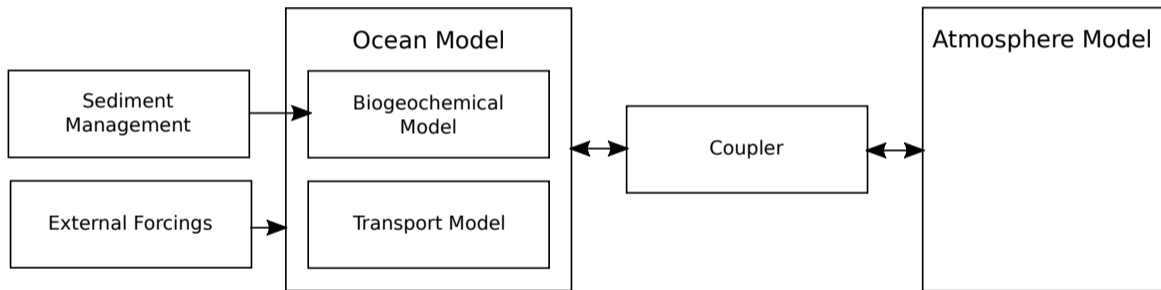 Ocean Model
Atmosphere Model
Sediment
Management
Biogeochemical
Model
Coupler
External Forcings
Transport Model